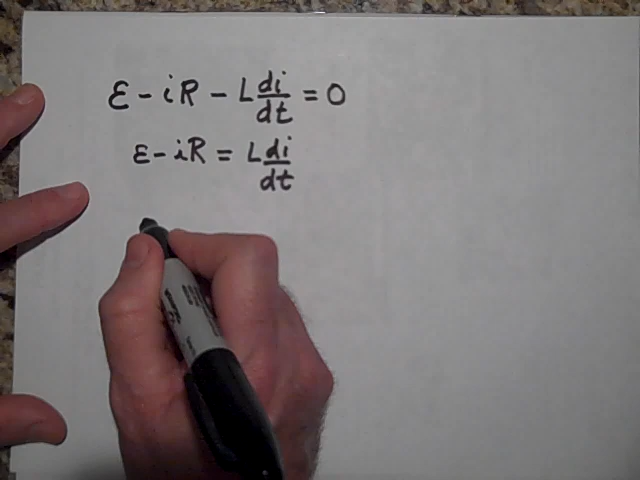 ε - iR - L di/dt = 0
ε - iR = L di/dt